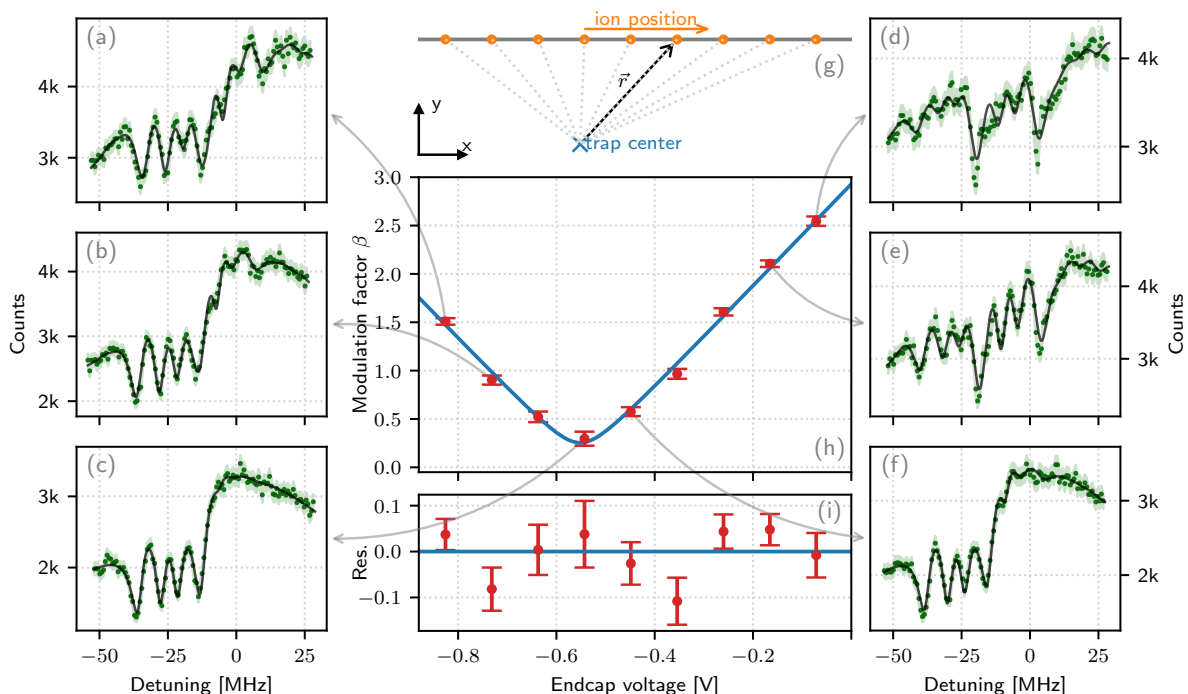 (a)
4k
3k
(b)
4k
3k
2k
Counts
(c)
3k
2k
−50 −25 0 25
Detuning [MHz]
ion position
(g)
r⃗
y
x
trap center
3.0
2.5
2.0
1.5
1.0
0.5
0.0
Modulation factor β
(h)
0.1
0.0
−0.1
Res.
(i)
−0.8 −0.6 −0.4 −0.2
Endcap voltage [V]
(d)
4k
3k
(e)
4k
3k
Counts
(f)
3k
2k
−50 −25 0 25
Detuning [MHz]